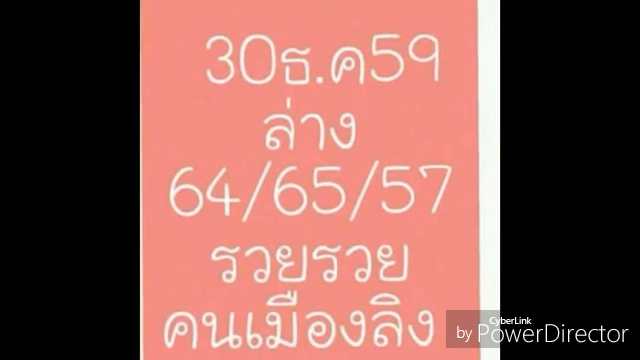 30ธ.ค59
ล่าง
64/65/57
รวยรวย
คนเมืองลิง
CyberLink
by PowerDirector